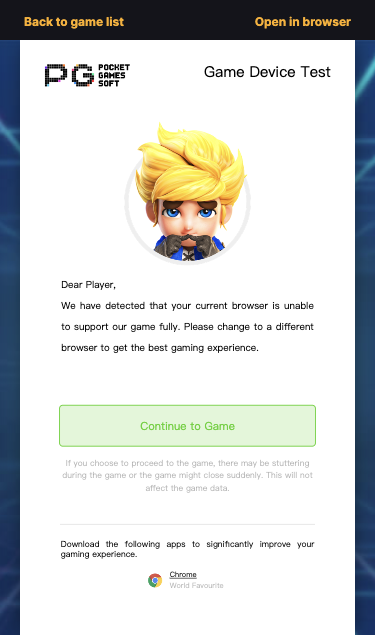 Back to game list
Open in browser
PG POCKET GAMES SOFT
Game Device Test
Dear Player,
We have detected that your current browser is unable
to support our game fully. Please change to a different
browser to get the best gaming experience.
Continue to Game
If you choose to proceed to the game, there may be stuttering
during the game or the game might close suddenly. This will not
affect the game data.
Download the following apps to significantly improve your
gaming experience.
Chrome
World Favourite